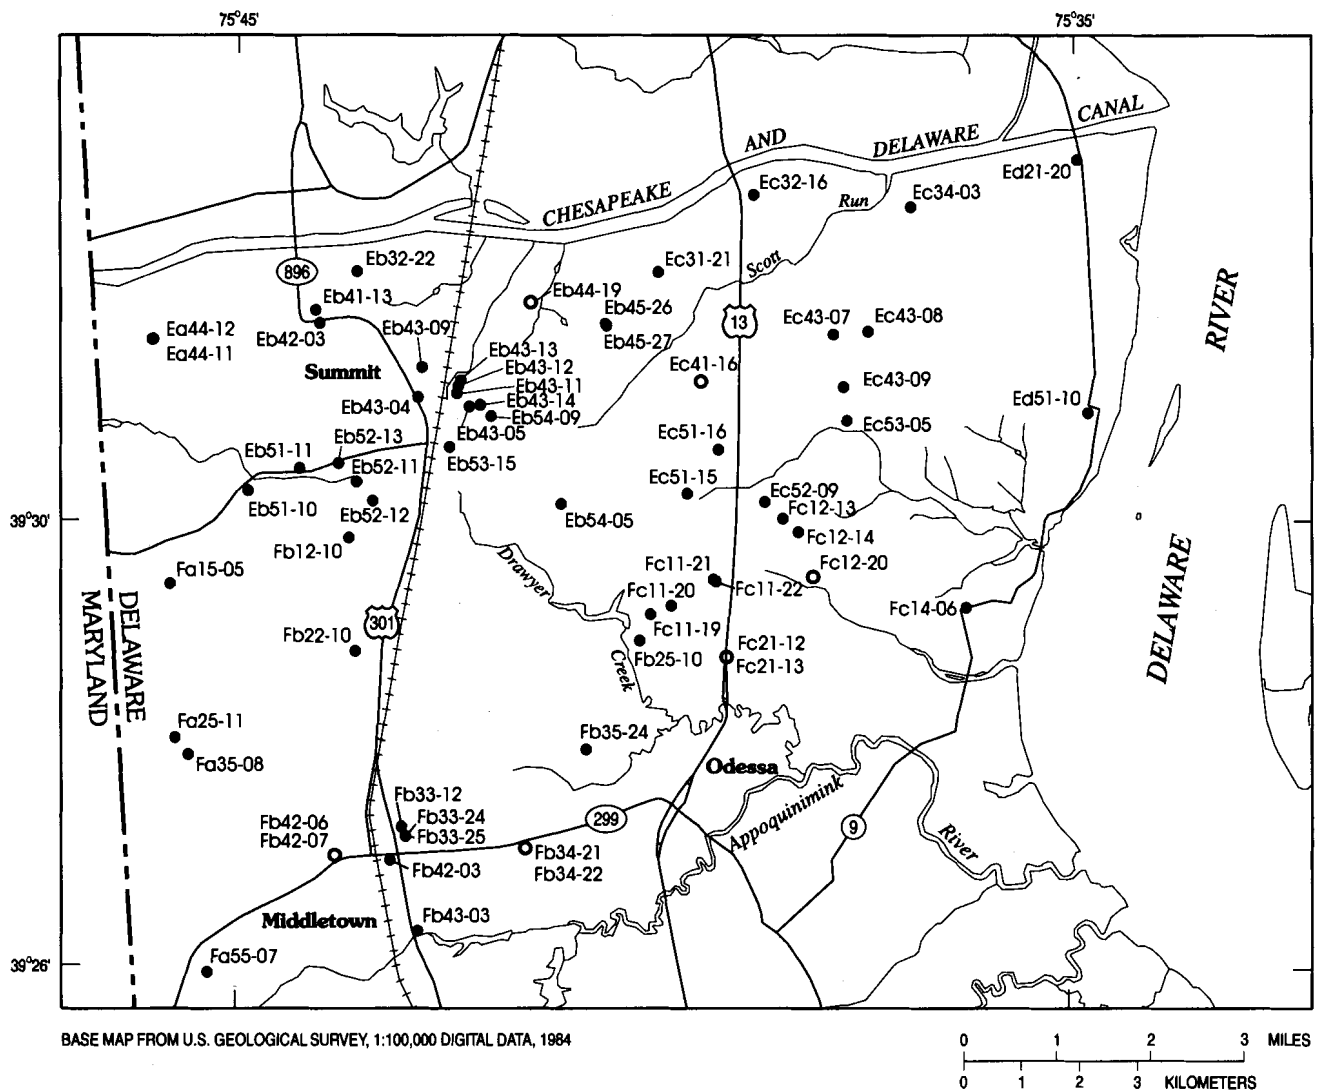 75°45'
75°35'
CHESAPEAKE
AND
DELAWARE
CANAL
Ed21-20
Ec32-16
Run
Ec34-03
Scott
896
Eb32-22
Ec31-21
Eb41-13
Eb44-19
Eb45-26
Eb45-27
Eb42-03
Eb43-09
13
Ec43-07
Ec43-08
RIVER
Ea44-12
Ea44-11
Summit
Eb43-13
Eb43-12
Eb43-11
Eb43-14
Eb54-09
Eb43-05
Eb43-04
Ec41-16
Ec43-09
Ed51-10
Ec53-05
Ec51-16
Eb51-11
Eb52-13
Eb53-15
Eb52-11
Ec51-15
Ec52-09
Fc12-13
Eb51-10
Eb52-12
Eb54-05
39°30'
Fc12-14
Fb12-10
Drawyer
Creek
Fc12-20
Fc11-21
Fc11-22
Fa15-05
Fc11-20
Fc14-06
DELAWARE
MARYLAND
DELAWARE
301
Fc11-19
Fb22-10
Fb25-10
Fc21-12
Fc21-13
Fa25-11
Fa35-08
Fb35-24
Odessa
Appoquinimink
River
Fb33-12
Fb33-24
Fb33-25
299
9
Fb42-06
Fb42-07
Fb42-03
Fb34-21
Fb34-22
Middletown
Fb43-03
39°26'
Fa55-07
BASE MAP FROM U.S. GEOLOGICAL SURVEY, 1:100,000 DIGITAL DATA, 1984
0 1 2 3 MILES
0 1 2 3 KILOMETERS